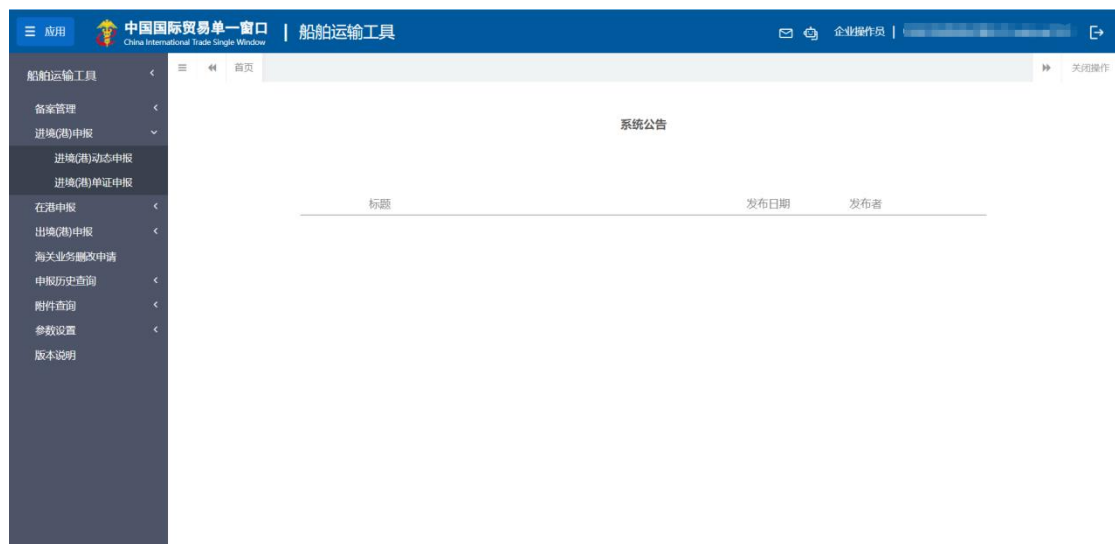 应用
中国国际贸易单一窗口
China International Trade Single Window
船舶运输工具
企业操作员
船舶运输工具
首页
关闭操作
备案管理
进境(港)申报
进境(港)动态申报
进境(港)单证申报
在港申报
出境(港)申报
海关业务删改申请
申报历史查询
附件查询
参数设置
版本说明
系统公告
标题 发布日期 发布者